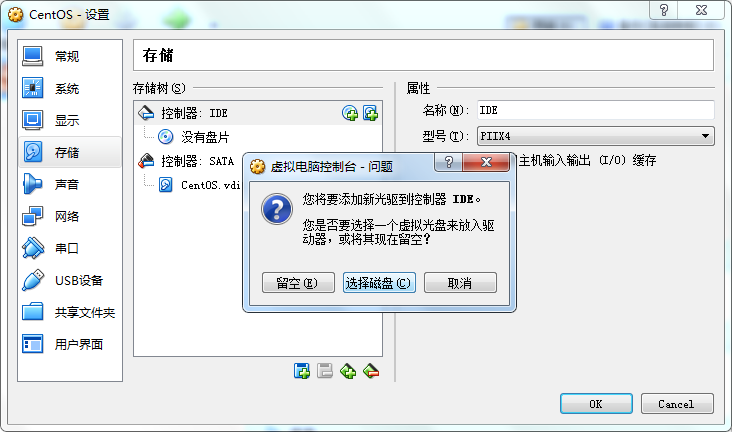 CentOS - 设置
常规
系统
显示
存储
声音
网络
串口
USB设备
共享文件夹
用户界面
存储
存储树(S)
控制器: IDE
没有盘片
控制器: SATA
CentOS.vdi
属性
名称(N): IDE
型号(T): PIIX4
主机输入输出 (I/O) 缓存
虚拟电脑控制台 - 问题
您将要添加新光驱到控制器 IDE。
您是否要选择一个虚拟光盘来放入驱
动器，或将其现在留空?
留空(E)
选择磁盘(C)
取消
OK
Cancel